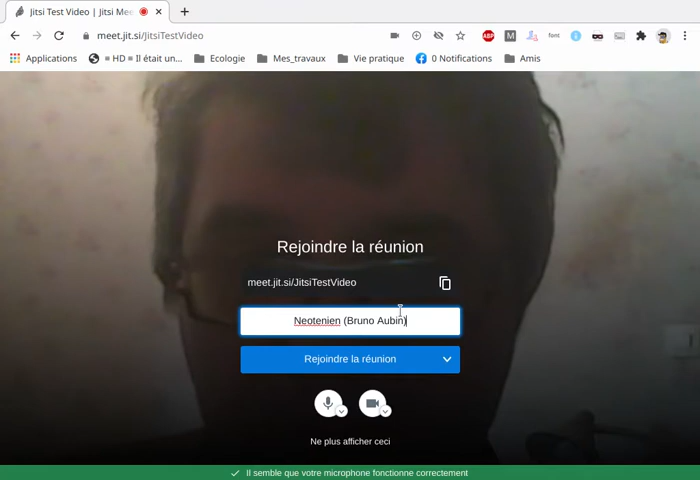 Jitsi Test Video | Jitsi Mee
meet.jit.si/JitsiTestVideo
ABP
M
font
Applications
= HD = Il était un...
Ecologie
Mes_travaux
Vie pratique
0 Notifications
Amis
Rejoindre la réunion
meet.jit.si/JitsiTestVideo
Neotenien (Bruno Aubin)
Rejoindre la réunion
Ne plus afficher ceci
Il semble que votre microphone fonctionne correctement